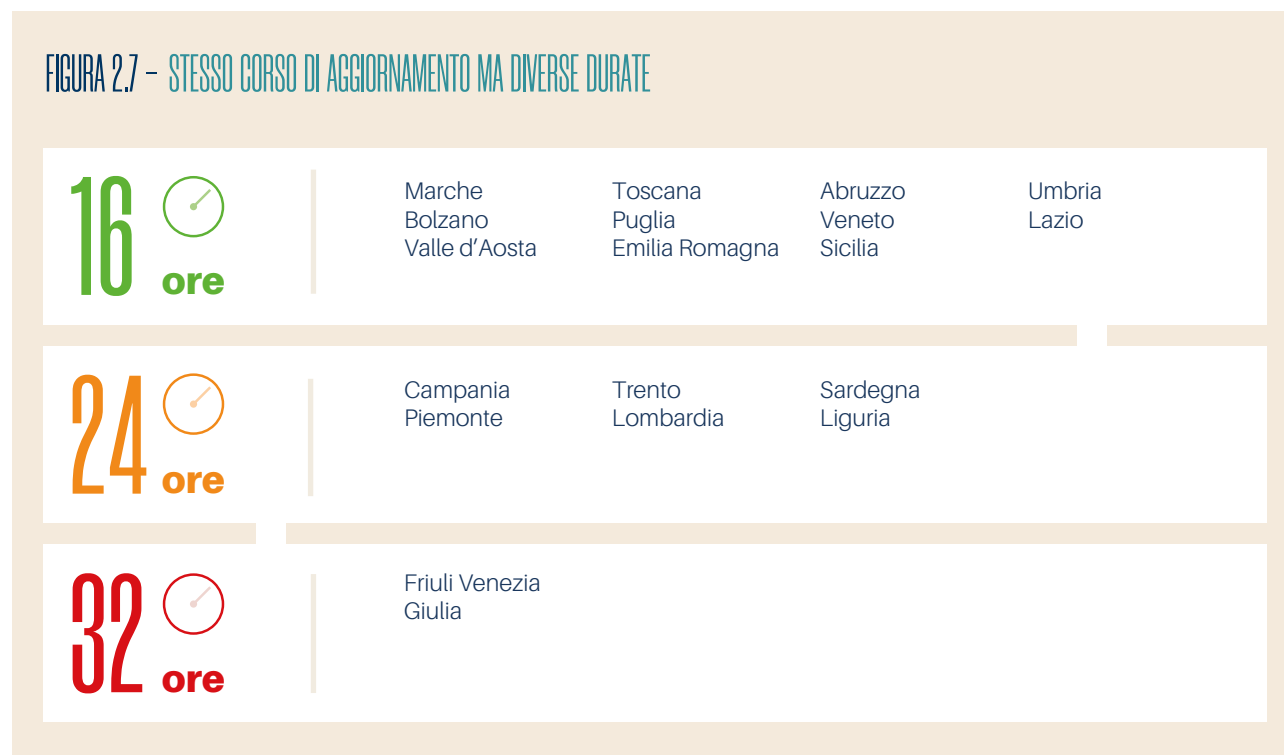 FIGURA 2.7 – STESSO CORSO DI AGGIORNAMENTO MA DIVERSE DURATE
16 ore
Marche
Bolzano
Valle d’Aosta
Toscana
Puglia
Emilia Romagna
Abruzzo
Veneto
Sicilia
Umbria
Lazio
24 ore
Campania
Piemonte
Trento
Lombardia
Sardegna
Liguria
32 ore
Friuli Venezia
Giulia